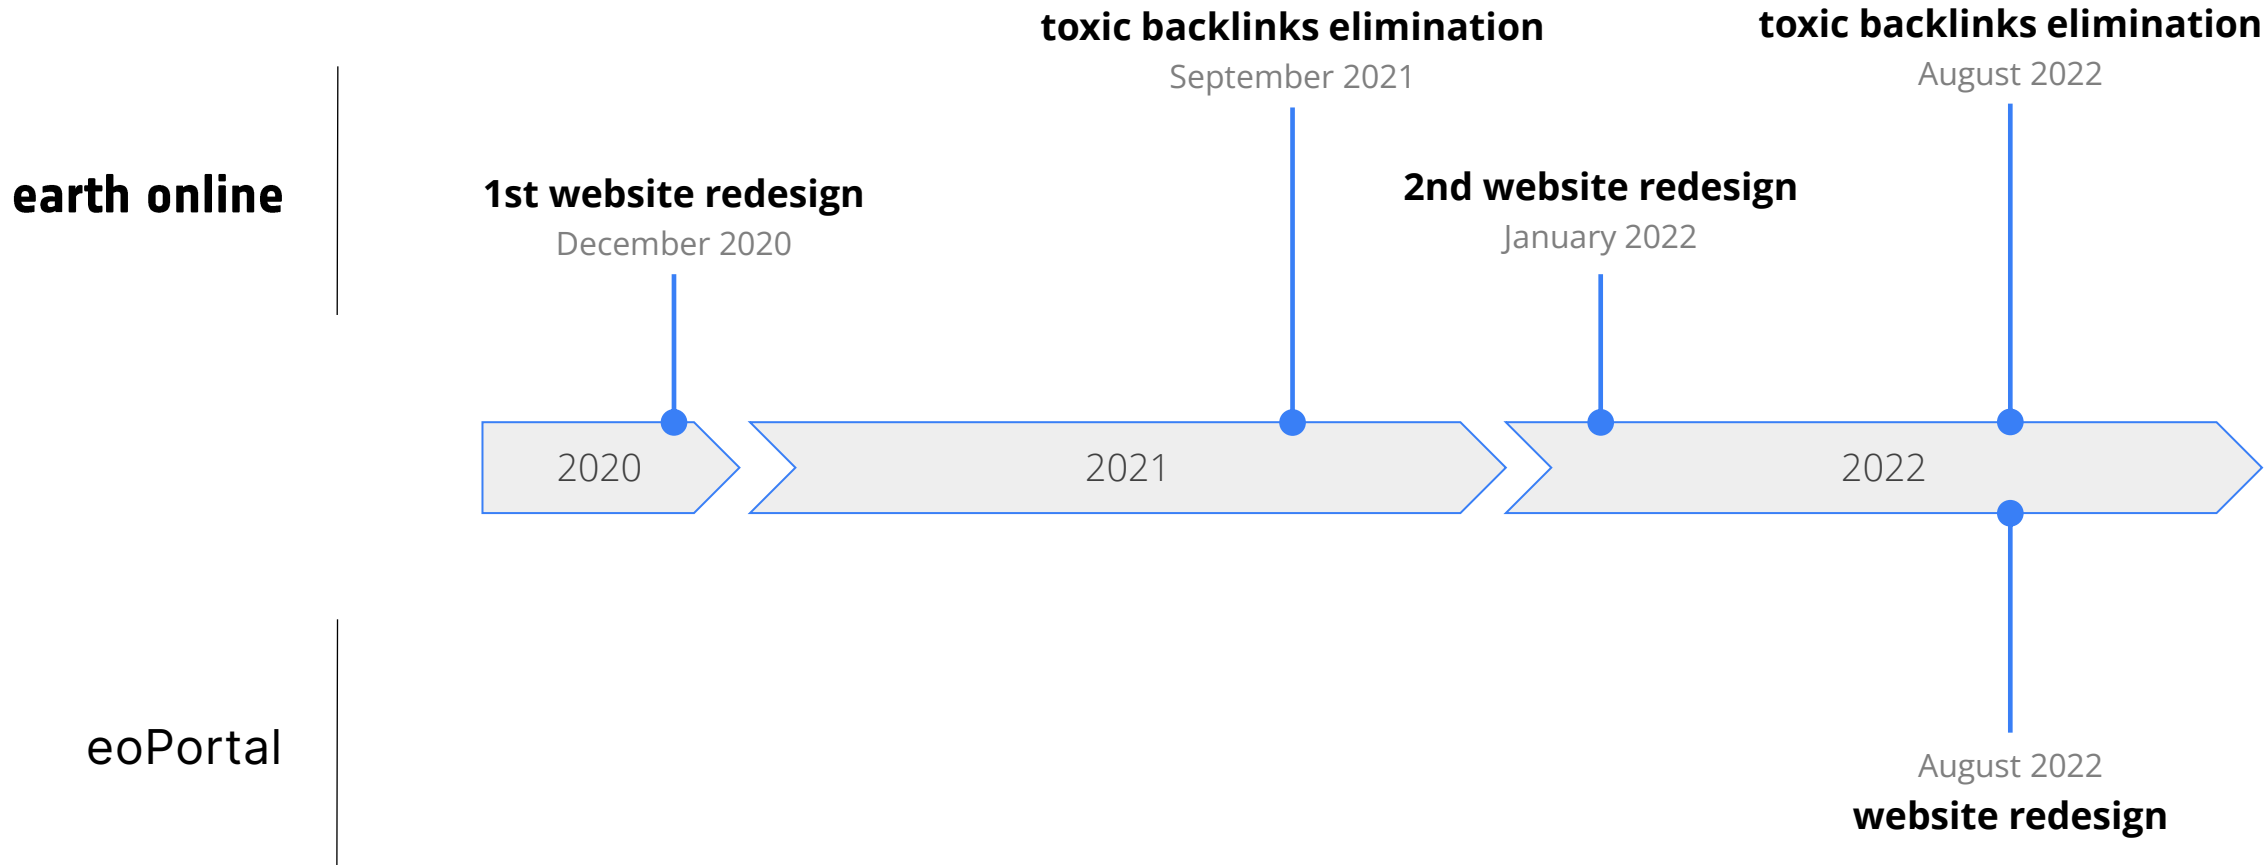 toxic backlinks elimination
September 2021
toxic backlinks elimination
August 2022
earth online
1st website redesign
December 2020
2nd website redesign
January 2022
2020
2021
2022
eoPortal
August 2022
website redesign